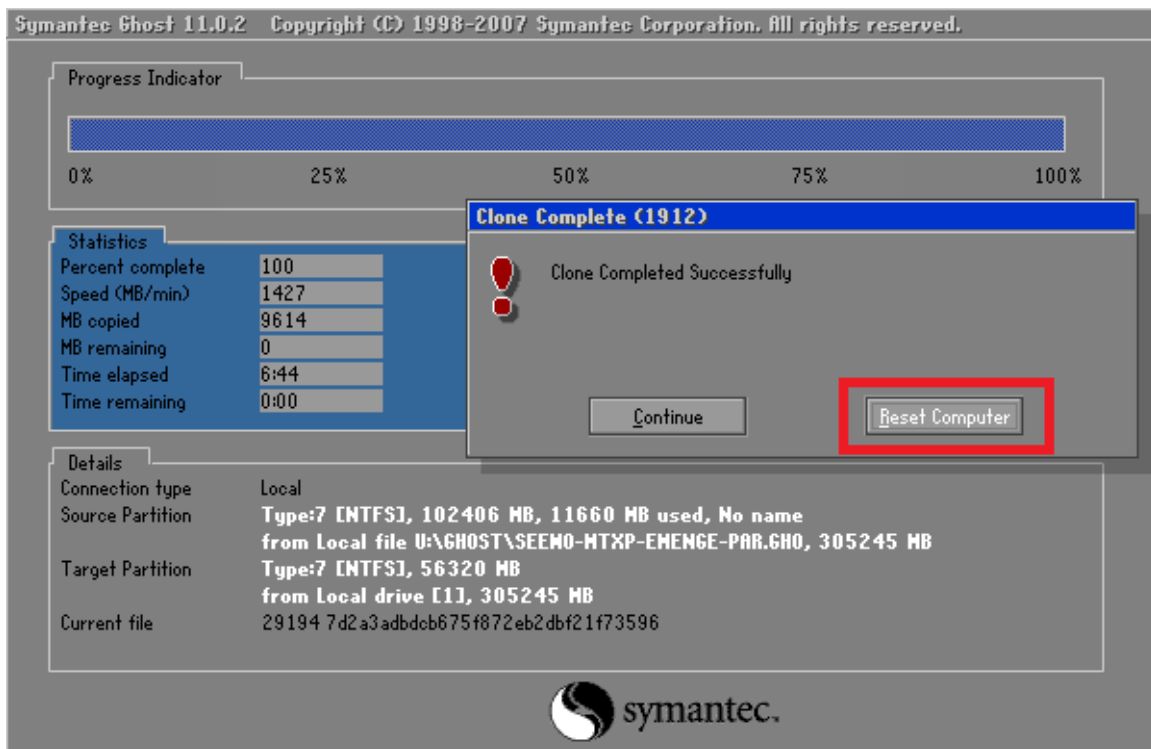 Symantec Ghost 11.0.2 Copyright (C) 1998-2007 Symantec Corporation. All rights reserved.
Progress Indicator
0% 25% 50% 75% 100%
Clone Complete (1912)
Clone Completed Successfully
Continue Reset Computer
Statistics
Percent complete 100
Speed (MB/min) 1427
MB copied 9614
MB remaining 0
Time elapsed 6:44
Time remaining 0:00
Details
Connection type Local
Source Partition Type:7 [NTFS], 102406 MB, 11660 MB used, No name
from Local file U:\GHOST\SEEMO-MTXP-EMENGE-PAR.GHO, 305245 MB
Target Partition Type:7 [NTFS], 56320 MB
from Local drive [1], 305245 MB
Current file 29194 7d2a3adbdcb675f872eb2dbf21f73596
symantec.